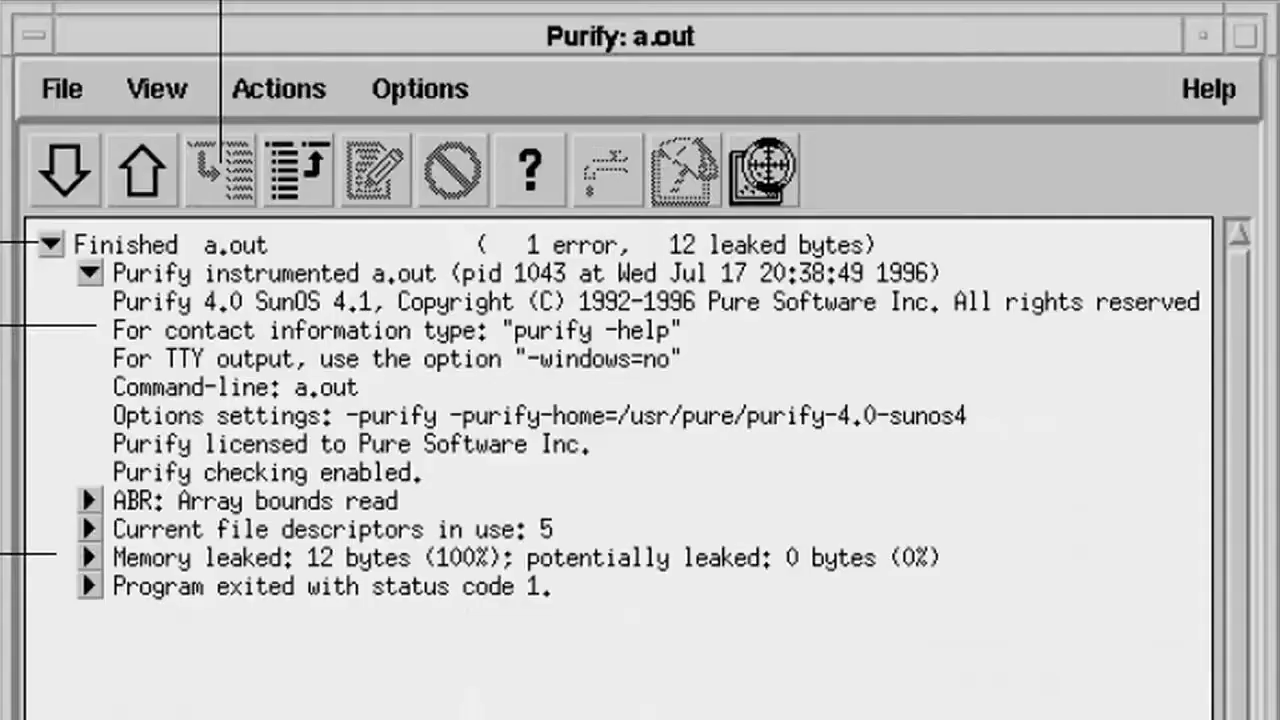 Purify: a.out
File View Actions Options Help
?
Finished a.out ( 1 error, 12 leaked bytes)
Purify instrumented a.out (pid 1043 at Wed Jul 17 20:38:49 1996)
Purify 4.0 SunOS 4.1, Copyright (C) 1992-1996 Pure Software Inc. All rights reserved
For contact information type: "purify -help"
For TTY output, use the option "-windows=no"
Command-line: a.out
Options settings: -purify -purify-home=/usr/pure/purify-4.0-sunos4
Purify licensed to Pure Software Inc.
Purify checking enabled.
ABR: Array bounds read
Current file descriptors in use: 5
Memory leaked: 12 bytes (100%); potentially leaked: 0 bytes (0%)
Program exited with status code 1.